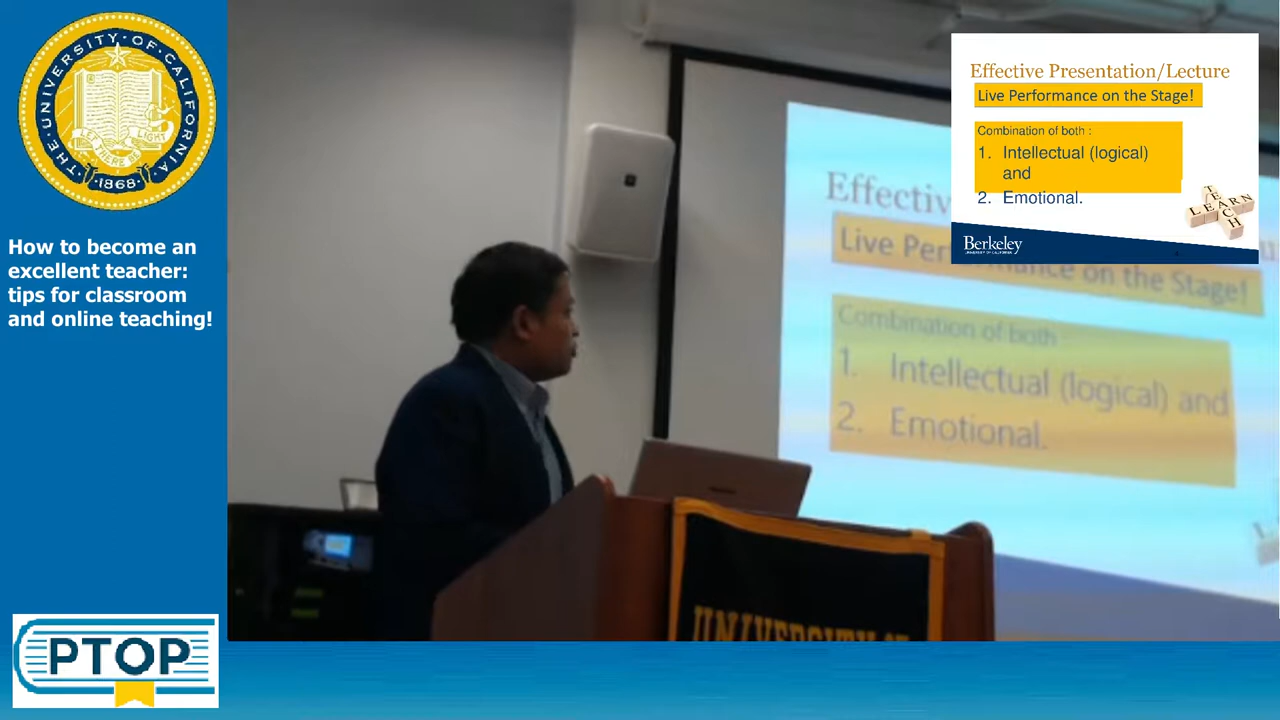 THE UNIVERSITY OF CALIFORNIA
LET THERE BE LIGHT
1868
How to become an
excellent teacher:
tips for classroom
and online teaching!
PTOP
Effective Presentation/Lecture
Live Performance on the Stage!
Combination of both :
1. Intellectual (logical)
and
2. Emotional.
TEACH
LEARN
Berkeley
UNIVERSITY OF CALIFORNIA
Effectiv
Live Performance on the Stage!
Combination of both :
1. Intellectual (logical) and
2. Emotional.
UNIVERSITY OF